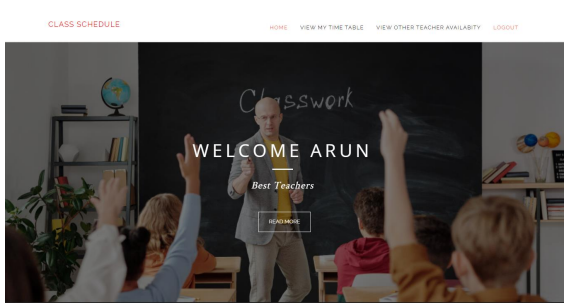 CLASS SCHEDULE
HOME VIEW MY TIME TABLE VIEW OTHER TEACHER AVAILABITY LOGOUT
Classwork
WELCOME ARUN
Best Teachers
READ MORE